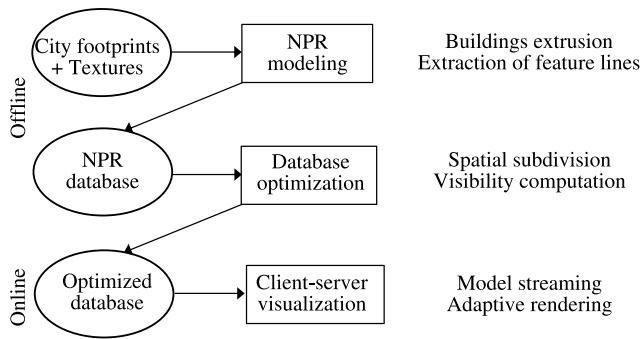 City footprints
+ Textures
NPR
modeling
Buildings extrusion
Extraction of feature lines
Offline
NPR
database
Database
optimization
Spatial subdivision
Visibility computation
Online
Optimized
database
Client-server
visualization
Model streaming
Adaptive rendering